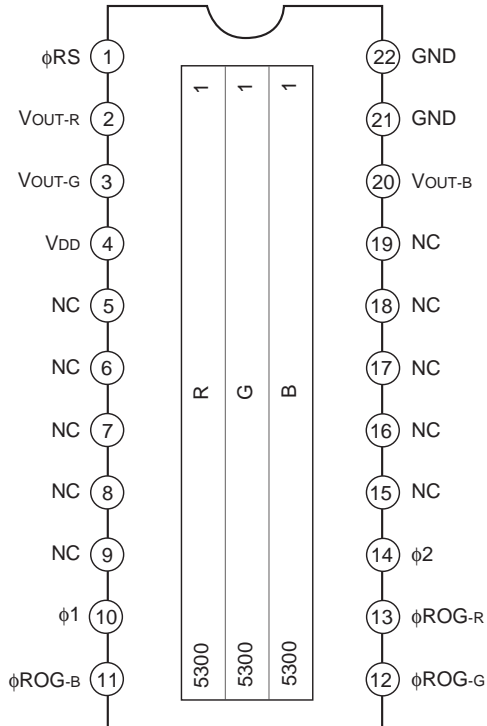 ϕRS 1 1 1 1 22 GND
VOUT-R 2 21 GND
VOUT-G 3 20 VOUT-B
VDD 4 19 NC
NC 5 18 NC
NC 6 17 NC
R G B
NC 7 16 NC
NC 8 15 NC
NC 9 14 ϕ2
ϕ1 10 13 ϕROG-R
ϕROG-B 11 5300 5300 5300 12 ϕROG-G